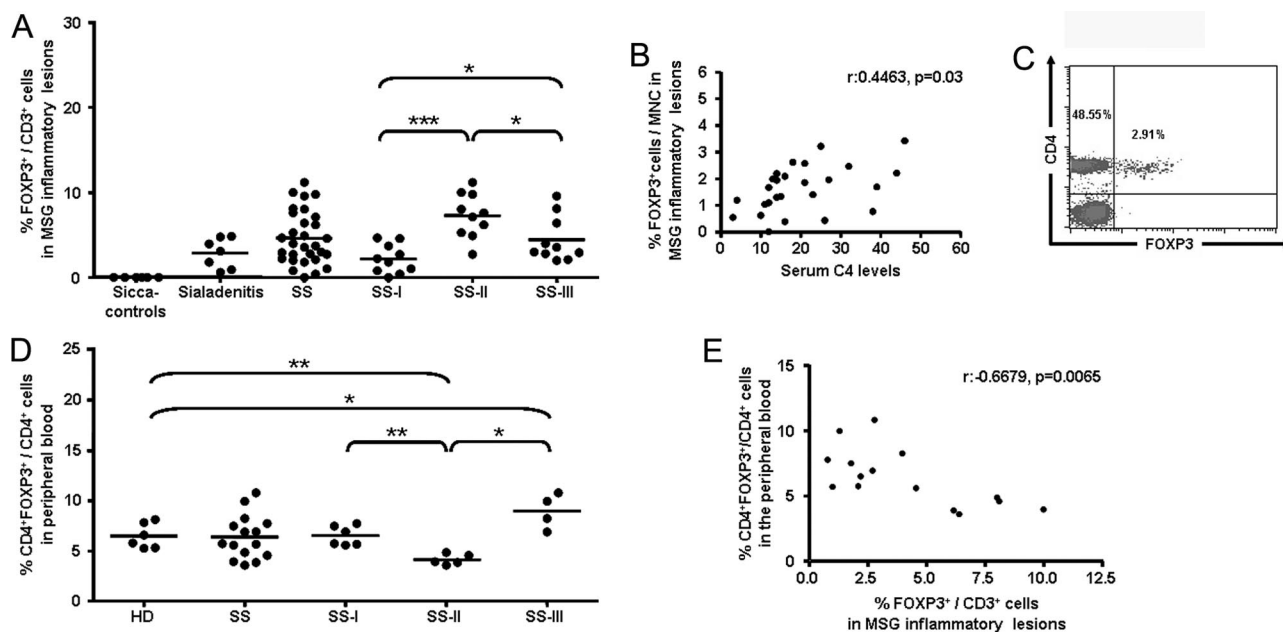 A
% FOXP3⁺ / CD3⁺ cells
in MSG inflammatory lesions
30
20
10
0
*
***
*
Sicca-
controls
Sialadenitis
SS
SS-I
SS-II
SS-III
B
% FOXP3⁺cells / MNC in
MSG inflammatory lesions
6
5
4
3
2
1
0
r:0.4463, p=0.03
0 10 20 30 40 50 60
Serum C4 levels
C
CD4
48.55%
2.91%
FOXP3
D
% CD4⁺FOXP3⁺ / CD4⁺ cells
in peripheral blood
25
20
15
10
5
0
**
*
**
*
HD
SS
SS-I
SS-II
SS-III
E
% CD4⁺FOXP3⁺/CD4⁺ cells
in the peripheral blood
15
10
5
0
r:-0.6679, p=0.0065
0.0 2.5 5.0 7.5 10.0 12.5
% FOXP3⁺ / CD3⁺ cells
in MSG inflammatory lesions